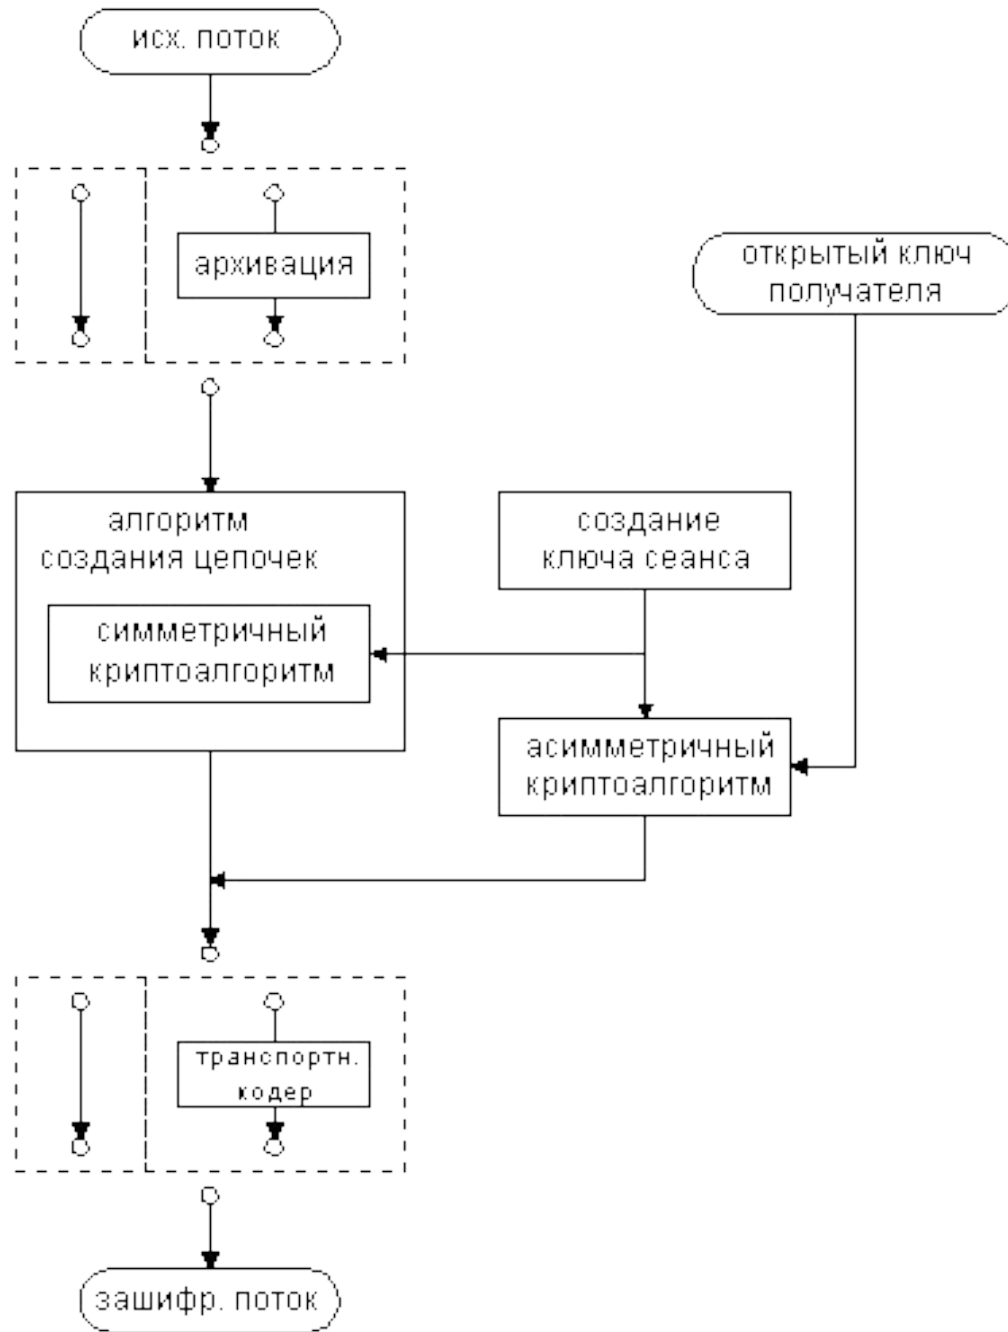 исх. поток
архивация
открытый ключ
получателя
алгоритм
создания цепочек
симметричный
криптоалгоритм
создание
ключа сеанса
асимметричный
криптоалгоритм
транспортн.
кодер
зашифр. поток